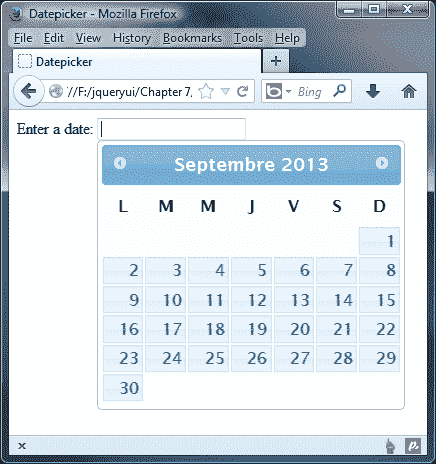 Datepicker - Mozilla Firefox
File Edit View History Bookmarks Tools Help
Datepicker +
//F:/jqueryui/Chapter 7, Bing
Enter a date:
Septembre 2013
L M M J V S D
1
2 3 4 5 6 7 8
9 10 11 12 13 14 15
16 17 18 19 20 21 22
23 24 25 26 27 28 29
30
x